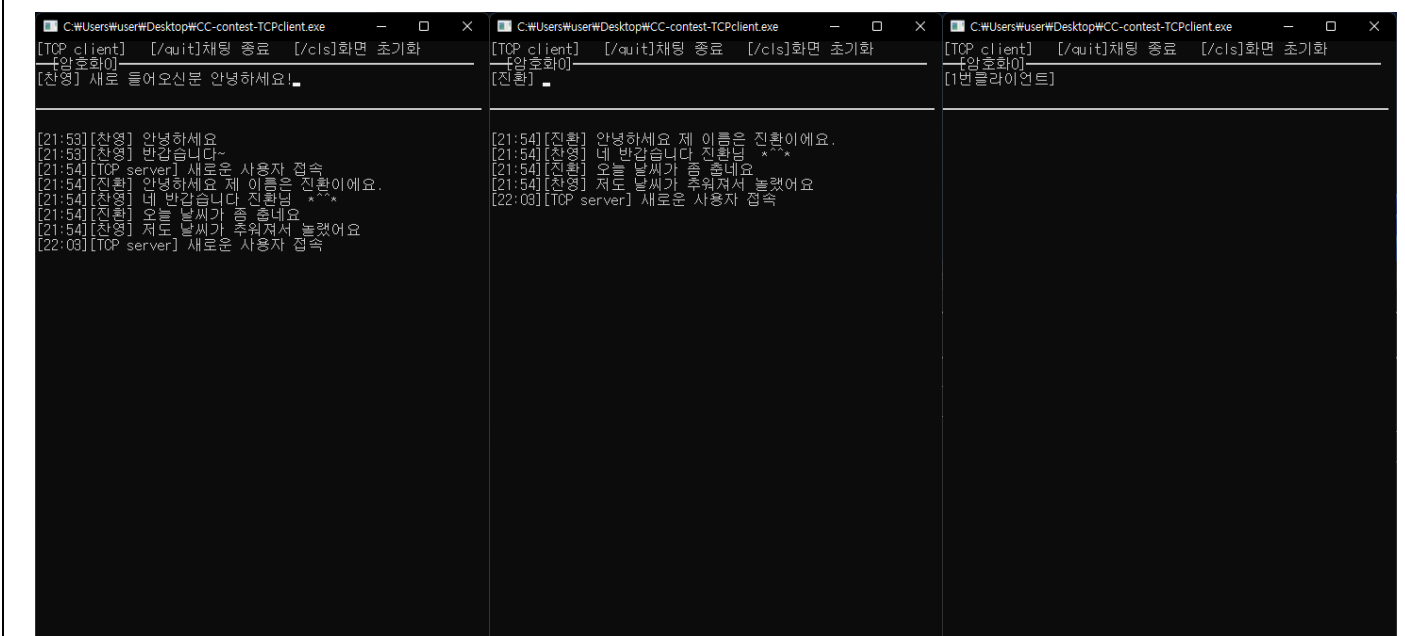 C:₩Users₩user₩Desktop₩CC-contest-TCPclient.exe
[TCP client] [/quit]채팅 종료 [/cls]화면 초기화
[암호화0]
[찬영] 새로 들어오신분 안녕하세요!
[21:53][찬영] 안녕하세요
[21:53][찬영] 반갑습니다~
[21:54][TCP server] 새로운 사용자 접속
[21:54][진환] 안녕하세요 제 이름은 진환이에요.
[21:54][찬영] 네 반갑습니다 진환님 *^^*
[21:54][진환] 오늘 날씨가 좀 춥네요
[21:54][찬영] 저도 날씨가 추워져서 놀랬어요
[22:03][TCP server] 새로운 사용자 접속
C:₩Users₩user₩Desktop₩CC-contest-TCPclient.exe
[TCP client] [/quit]채팅 종료 [/cls]화면 초기화
[암호화0]
[진환]
[21:54][진환] 안녕하세요 제 이름은 진환이에요.
[21:54][찬영] 네 반갑습니다 진환님 *^^*
[21:54][진환] 오늘 날씨가 좀 춥네요
[21:54][찬영] 저도 날씨가 추워져서 놀랬어요
[22:03][TCP server] 새로운 사용자 접속
C:₩Users₩user₩Desktop₩CC-contest-TCPclient.exe
[TCP client] [/quit]채팅 종료 [/cls]화면 초기화
[암호화0]
[1번클라이언트]